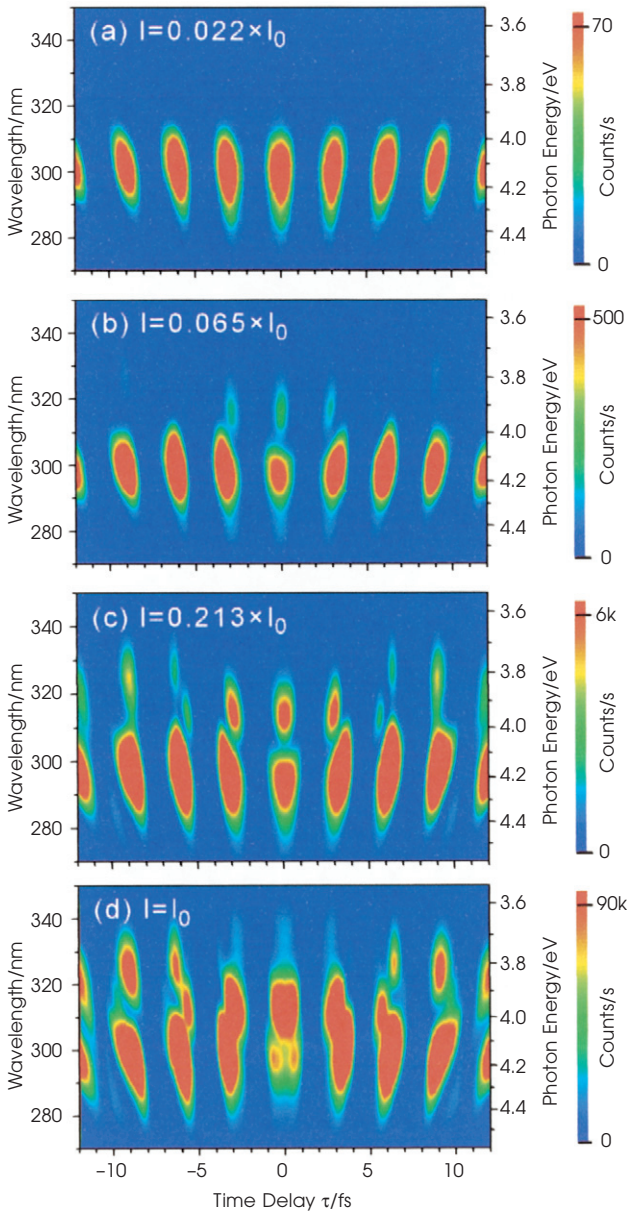 (a) I=0.022×I₀
Wavelength/nm
340
320
300
280
3.6
3.8
4.0
4.2
4.4
Photon Energy/eV
70
Counts/s
0
(b) I=0.065×I₀
Wavelength/nm
340
320
300
280
3.6
3.8
4.0
4.2
4.4
Photon Energy/eV
500
Counts/s
0
(c) I=0.213×I₀
Wavelength/nm
340
320
300
280
3.6
3.8
4.0
4.2
4.4
Photon Energy/eV
6k
Counts/s
0
(d) I=I₀
Wavelength/nm
340
320
300
280
3.6
3.8
4.0
4.2
4.4
Photon Energy/eV
90k
Counts/s
0
−10 −5 0 5 10
Time Delay τ/fs